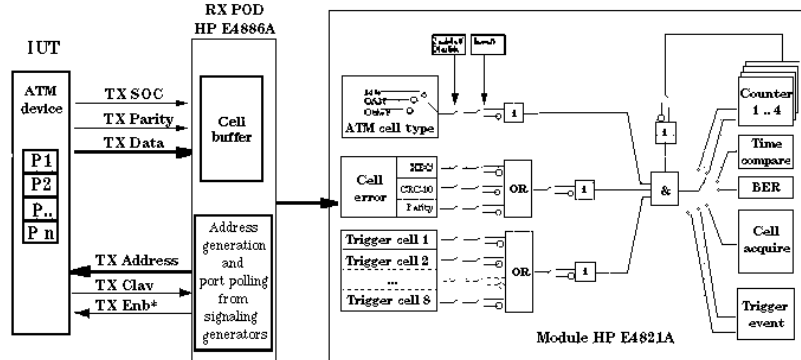 RX POD
HP E4886A
IUT
ATM
device
P1
P2
P..
P n
TX SOC
TX Parity
TX Data
TX Address
TX Clav
TX Enb*
Cell
buffer
Address
generation
and
port polling
from
signaling
generators
Idle
OAM
Other
ATM cell type
1
Cell
error
HEC
CRC-10
Parity
OR
1
Trigger cell 1
Trigger cell 2
...
Trigger cell 8
OR
1
&
1
Counter
1 .. 4
Time
compare
BER
Cell
acquire
Trigger
event
Module HP E4821A